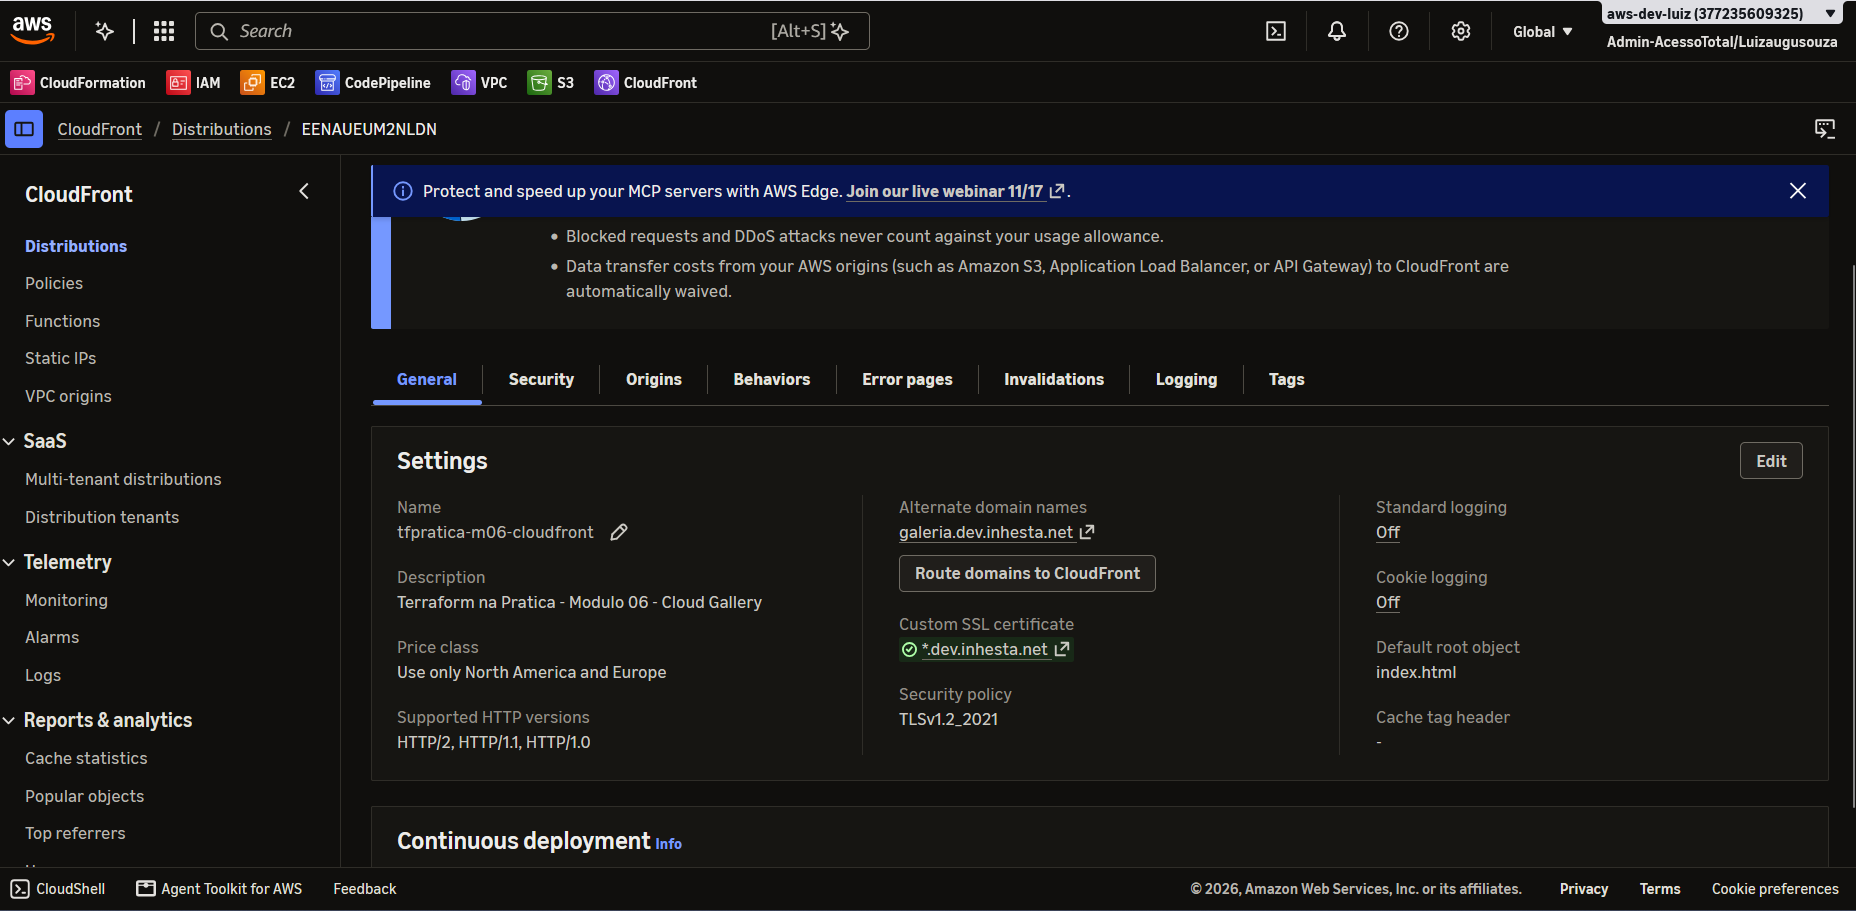 aws
Search
[Alt+S]
Global
aws-dev-luiz (377235609325)
Admin-AcessoTotal/Luizaugusouza
CloudFormation
IAM
EC2
CodePipeline
VPC
S3
CloudFront
CloudFront / Distributions / EENAUEUM2NLDN
CloudFront
Distributions
Policies
Functions
Static IPs
VPC origins
SaaS
Multi-tenant distributions
Distribution tenants
Telemetry
Monitoring
Alarms
Logs
Reports & analytics
Cache statistics
Popular objects
Top referrers
Protect and speed up your MCP servers with AWS Edge. Join our live webinar 11/17.
• Blocked requests and DDoS attacks never count against your usage allowance.
• Data transfer costs from your AWS origins (such as Amazon S3, Application Load Balancer, or API Gateway) to CloudFront are
automatically waived.
General
Security
Origins
Behaviors
Error pages
Invalidations
Logging
Tags
Settings
Edit
Name
tfpratica-m06-cloudfront
Description
Terraform na Pratica - Modulo 06 - Cloud Gallery
Price class
Use only North America and Europe
Supported HTTP versions
HTTP/2, HTTP/1.1, HTTP/1.0
Alternate domain names
galeria.dev.inhesta.net
Route domains to CloudFront
Custom SSL certificate
*.dev.inhesta.net
Security policy
TLSv1.2_2021
Standard logging
Off
Cookie logging
Off
Default root object
index.html
Cache tag header
-
Continuous deployment Info
CloudShell
Agent Toolkit for AWS
Feedback
© 2026, Amazon Web Services, Inc. or its affiliates.
Privacy
Terms
Cookie preferences